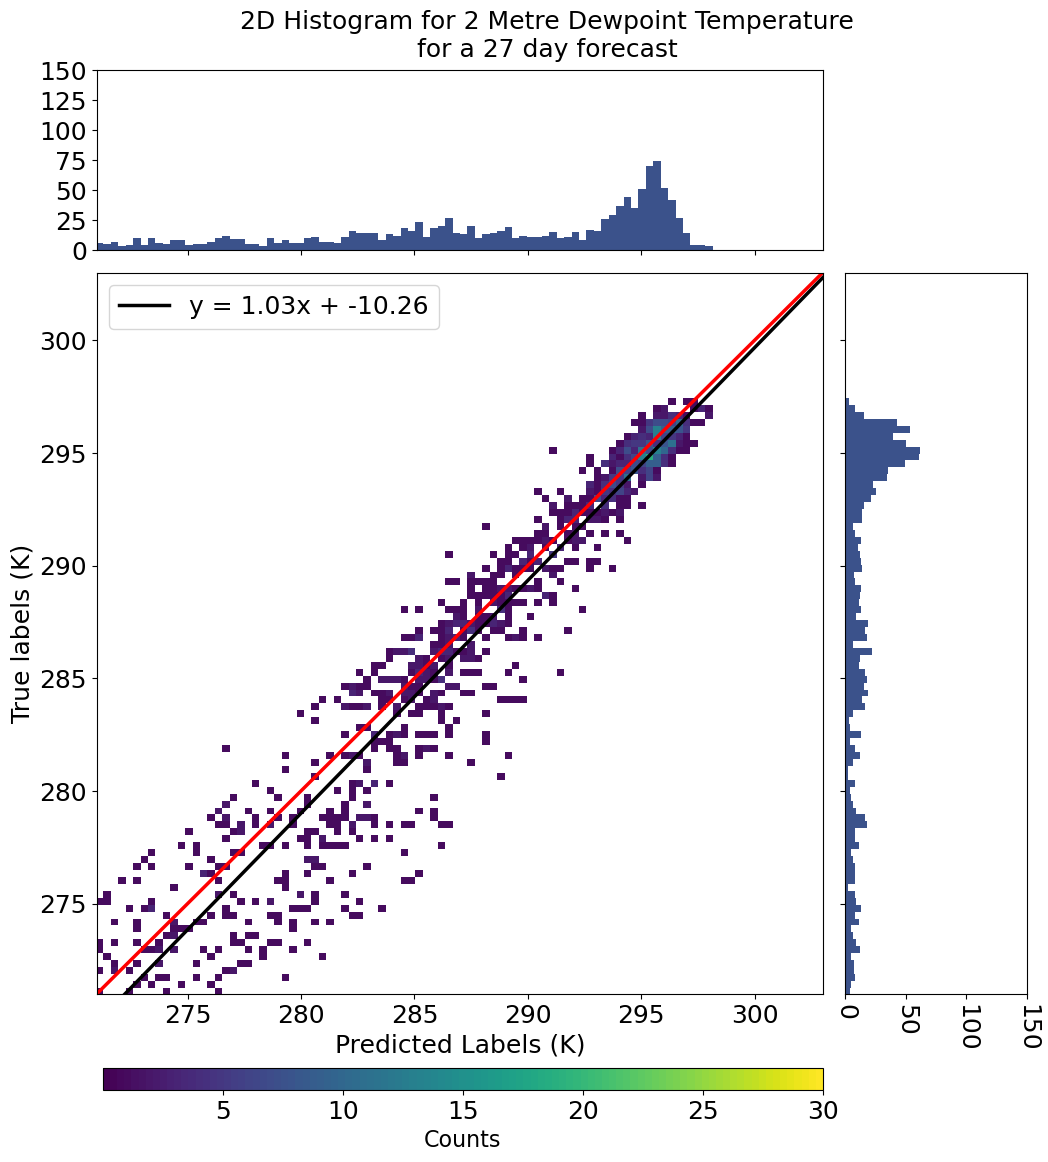 2D Histogram for 2 Metre Dewpoint Temperature
for a 27 day forecast
150
125
100
75
50
25
0
y = 1.03x + -10.26
300
295
290
285
280
275
True labels (K)
275 280 285 290 295 300
Predicted Labels (K)
0 50 100 150
5 10 15 20 25 30
Counts